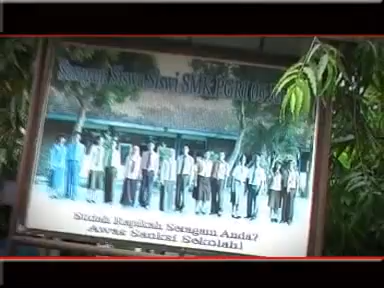 Seragam Siswa Siswi SMK PGRI
Sudah Rapikah Seragam Anda?
Awas Sanksi Sekolah!